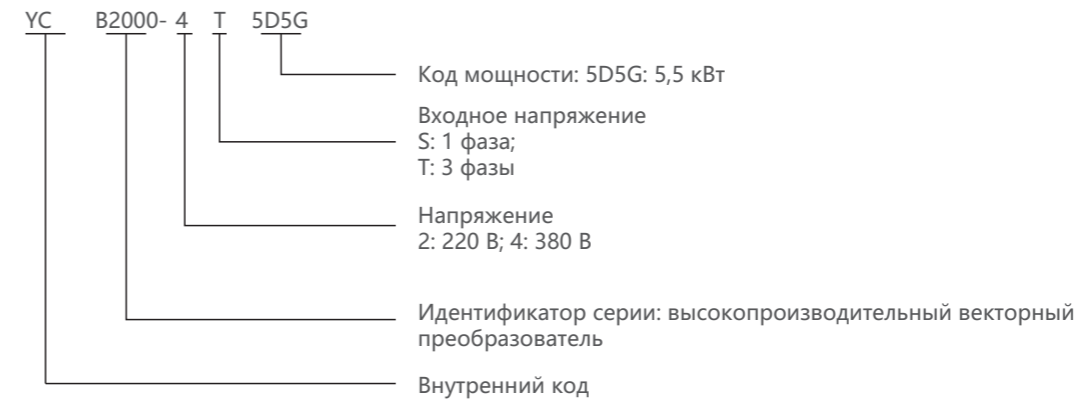 YC B2000- 4 T 5D5G
Код мощности: 5D5G: 5,5 кВт
Входное напряжение
S: 1 фаза;
T: 3 фазы
Напряжение
2: 220 В; 4: 380 В
Идентификатор серии: высокопроизводительный векторный
преобразователь
Внутренний код